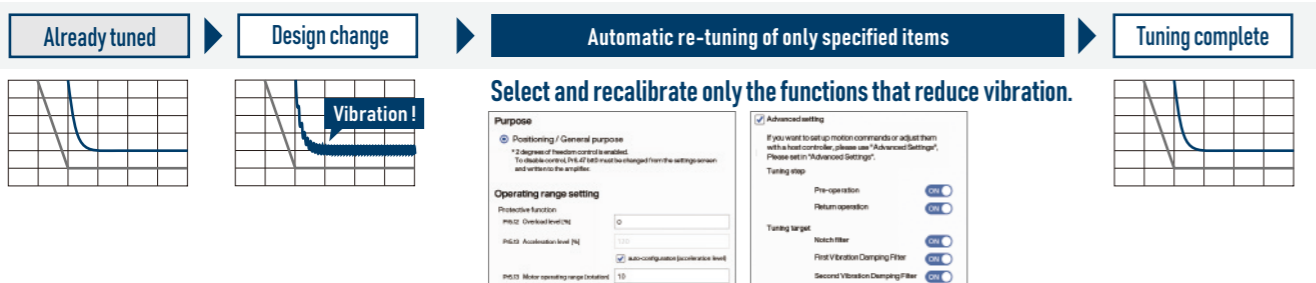 Already tuned
Design change
Automatic re-tuning of only specified items
Tuning complete
Vibration !
Select and recalibrate only the functions that reduce vibration.
Purpose
Positioning / General purpose
* 2 degrees of freedom control is enabled.
To disable control, Pr6.47 bit0 must be changed from the settings screen
and written to the amplifier.
Operating range setting
Protective function
Pr5.12 Overload level [%]
0
Acceleration level [%]
auto-configuration (acceleration level)
Pr5.13 Motor operating range [rotation]
10
Advanced setting
If you want to set up motion commands or adjust them
with a host controller, please use "Advanced Settings",
Please set in "Advanced Settings".
Tuning step
Pre-operation
ON
Return operation
ON
Tuning target
Notch filter
ON
First Vibration Damping Filter
ON
Second Vibration Damping Filter
ON